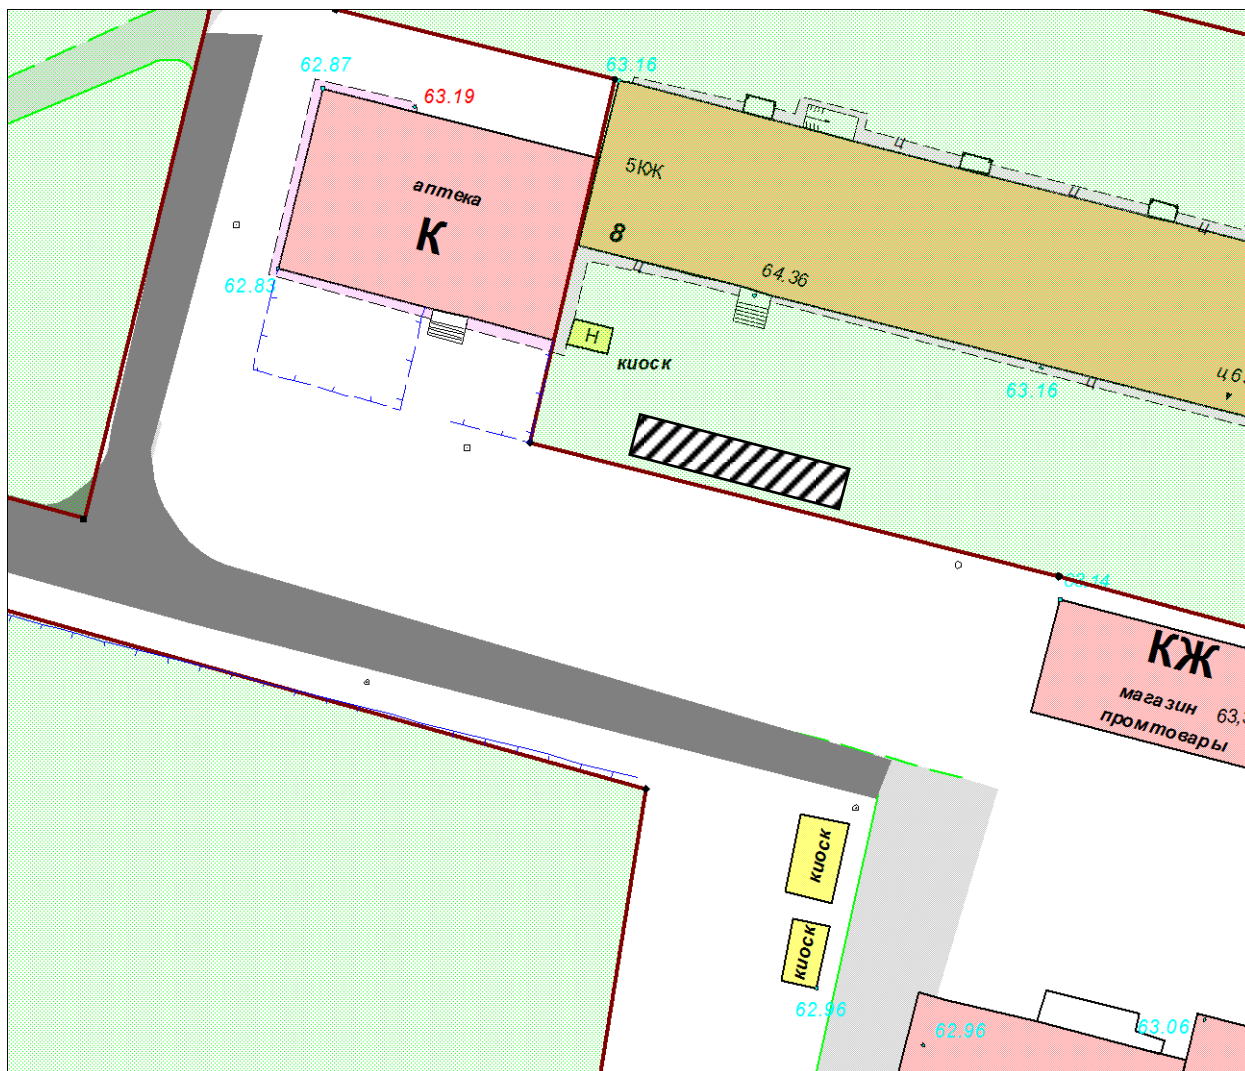 62.87
63.16
63.19
5КЖ
аптека
К
8
64.36
62.83
Н
киоск
63.16
ц
ц
ц
ц
ц
ц
КЖ
магазин
промтовары
киоск
киоск
62.96
62.96
63.06